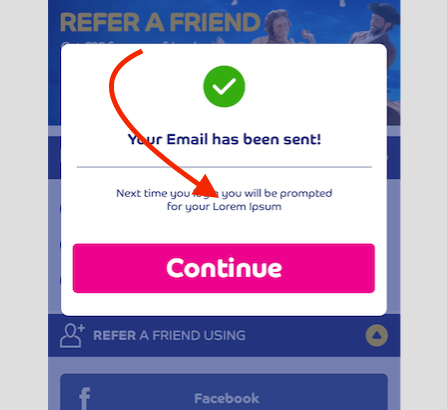 REFER A FRIEND
Your Email has been sent!
Next time you login you will be prompted
for your Lorem Ipsum
Continue
REFER A FRIEND USING
f
Facebook